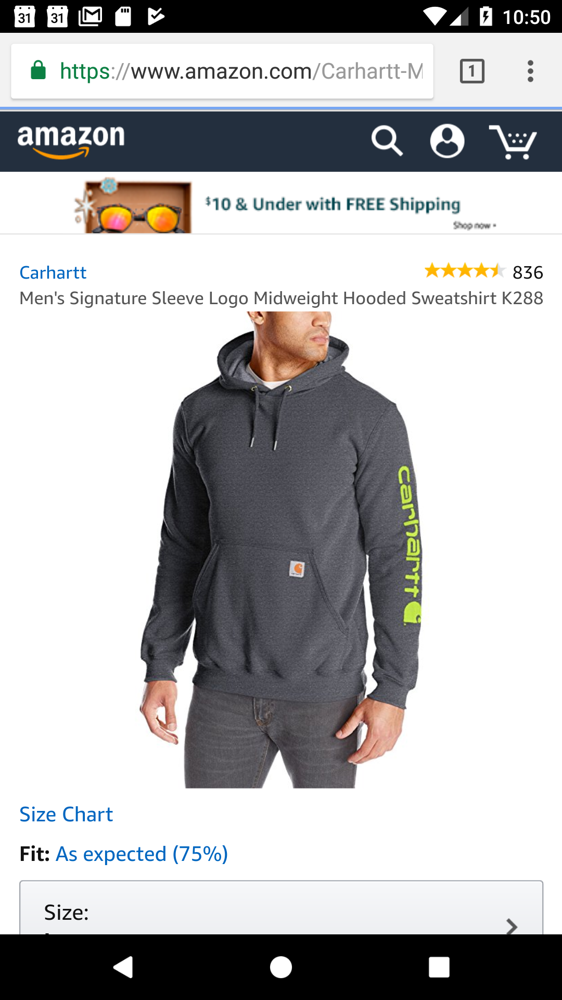 31 31 10:50
https://www.amazon.com/Carhartt-M 1
amazon
$10 & Under with FREE Shipping
Shop now
Carhartt 836
Men's Signature Sleeve Logo Midweight Hooded Sweatshirt K288
carhartt
Size Chart
Fit: As expected (75%)
Size: